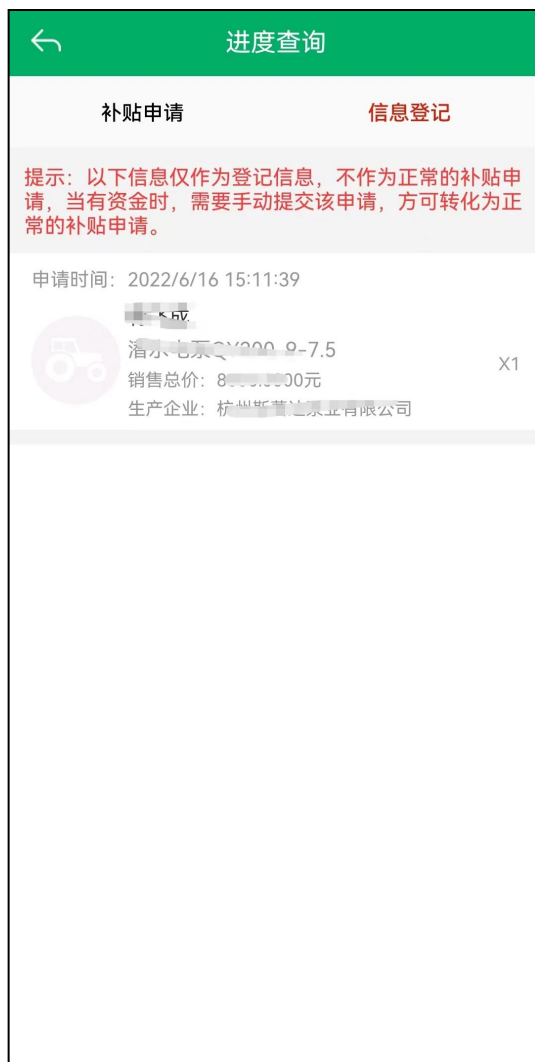 进度查询
补贴申请 信息登记
提示：以下信息仅作为登记信息，不作为正常的补贴申
请，当有资金时，需要手动提交该申请，方可转化为正
常的补贴申请。
申请时间：2022/6/16 15:11:39
成
-7.5
X1
销售总价：8 00元
生产企业： 有限公司